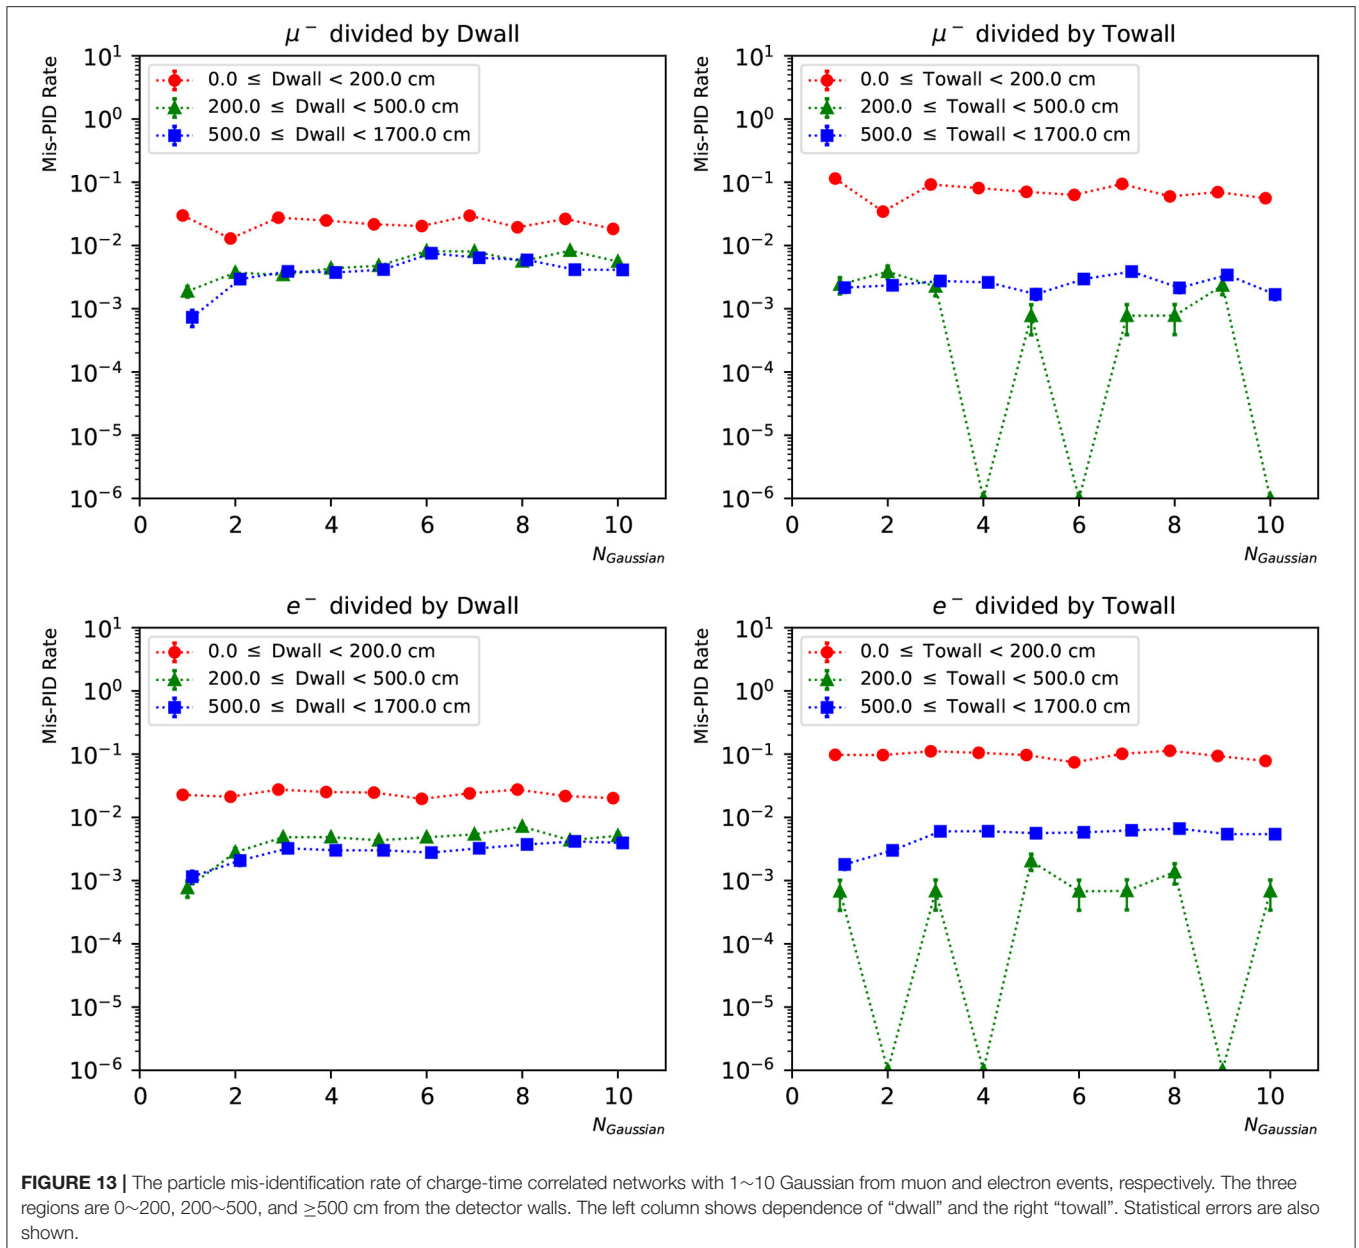 μ⁻ divided by Dwall
Mis-PID Rate
10¹
10⁰
10⁻¹
10⁻²
10⁻³
10⁻⁴
10⁻⁵
10⁻⁶
0.0 ≤ Dwall < 200.0 cm
200.0 ≤ Dwall < 500.0 cm
500.0 ≤ Dwall < 1700.0 cm
0 2 4 6 8 10
N_Gaussian
μ⁻ divided by Towall
Mis-PID Rate
10¹
10⁰
10⁻¹
10⁻²
10⁻³
10⁻⁴
10⁻⁵
10⁻⁶
0.0 ≤ Towall < 200.0 cm
200.0 ≤ Towall < 500.0 cm
500.0 ≤ Towall < 1700.0 cm
0 2 4 6 8 10
N_Gaussian
e⁻ divided by Dwall
Mis-PID Rate
10¹
10⁰
10⁻¹
10⁻²
10⁻³
10⁻⁴
10⁻⁵
10⁻⁶
0.0 ≤ Dwall < 200.0 cm
200.0 ≤ Dwall < 500.0 cm
500.0 ≤ Dwall < 1700.0 cm
0 2 4 6 8 10
N_Gaussian
e⁻ divided by Towall
Mis-PID Rate
10¹
10⁰
10⁻¹
10⁻²
10⁻³
10⁻⁴
10⁻⁵
10⁻⁶
0.0 ≤ Towall < 200.0 cm
200.0 ≤ Towall < 500.0 cm
500.0 ≤ Towall < 1700.0 cm
0 2 4 6 8 10
N_Gaussian
FIGURE 13 | The particle mis-identification rate of charge-time correlated networks with 1∼10 Gaussian from muon and electron events, respectively. The three
regions are 0∼200, 200∼500, and ≥500 cm from the detector walls. The left column shows dependence of “dwall” and the right “towall”. Statistical errors are also
shown.